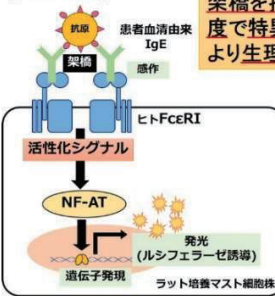 抗原
患者血清由来
IgE
架橋
感作
ヒトFcεRI
活性化シグナル
NF-AT
発光
(ルシフェラーゼ誘導)
遺伝子発現
ラット培養マスト細胞株
度で特異
より生理